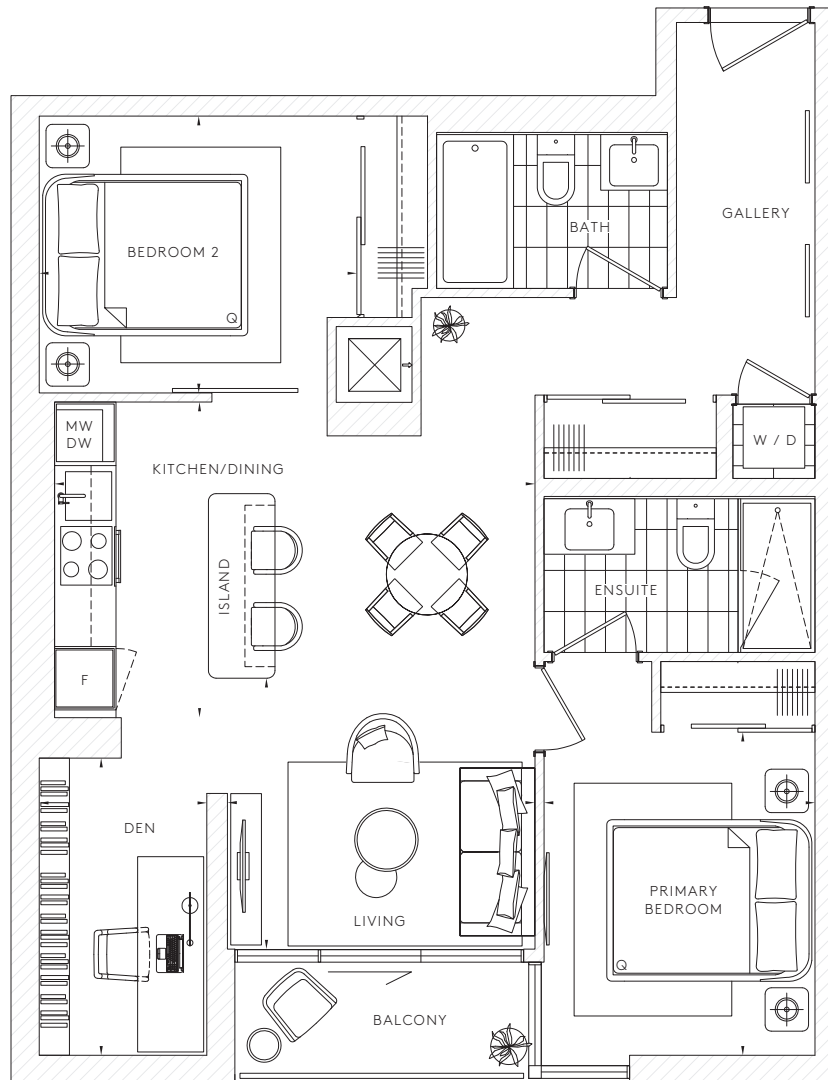 GALLERY
BATH
BEDROOM 2
Q
MW
DW
W / D
KITCHEN/DINING
ISLAND
ENSUITE
F
DEN
PRIMARY
BEDROOM
LIVING
Q
BALCONY